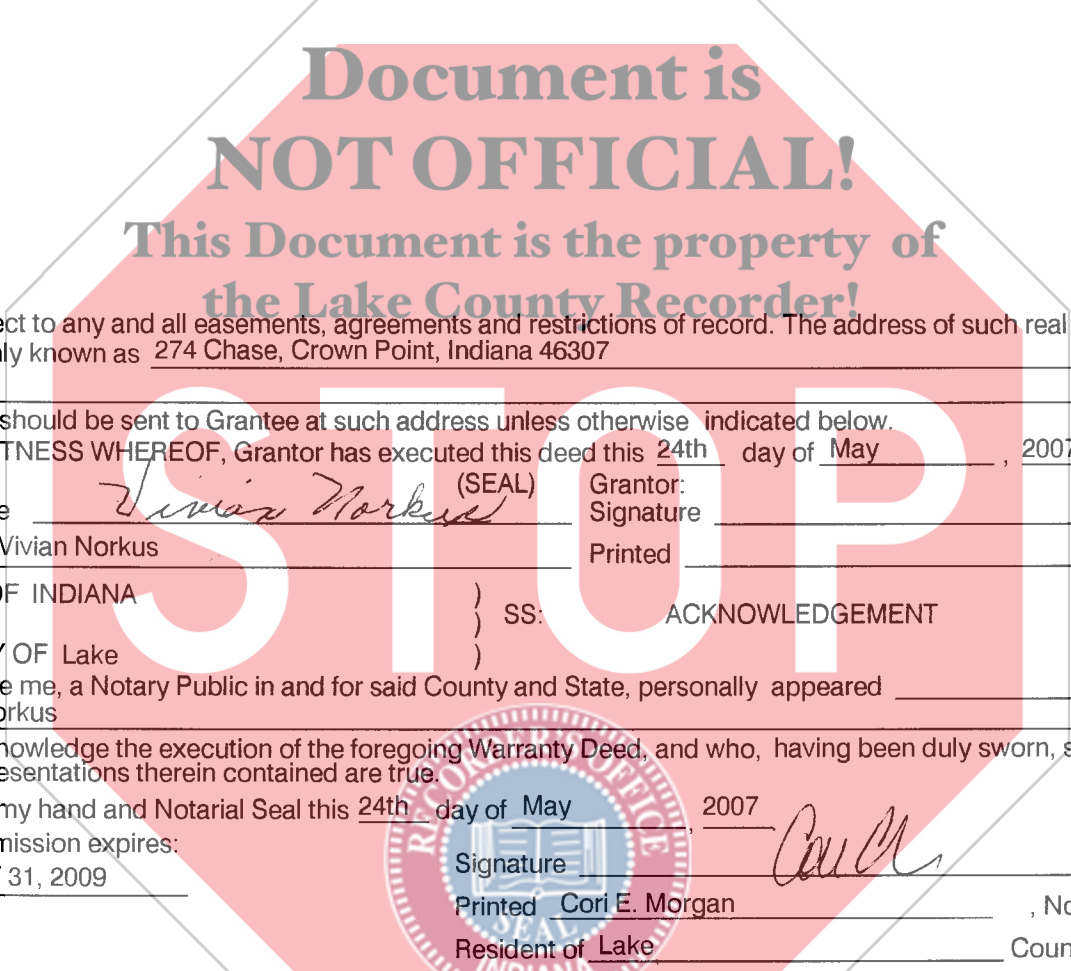 Document is
NOT OFFICIAL!
This Document is the property of
the Lake County Recorder!
ect to any and all easements, agreements and restrictions of record. The address of such real
ly known as 274 Chase, Crown Point, Indiana 46307
should be sent to Grantee at such address unless otherwise indicated below.
TNESS WHEREOF, Grantor has executed this deed this 24th day of May, 2007
(SEAL) Grantor:
e Vivian Norkus Signature
Vivian Norkus Printed
STOP
OF INDIANA )
) SS: ACKNOWLEDGEMENT
Y OF Lake )
e me, a Notary Public in and for said County and State, personally appeared
orkus
nowledge the execution of the foregoing Warranty Deed, and who, having been duly sworn, s
esentations therein contained are true.
my hand and Notarial Seal this 24th day of May, 2007
mission expires:
31, 2009
Signature
Printed Cori E. Morgan, No
Resident of Lake Coun
RECORDER'S OFFICE
SEAL
INDIANA